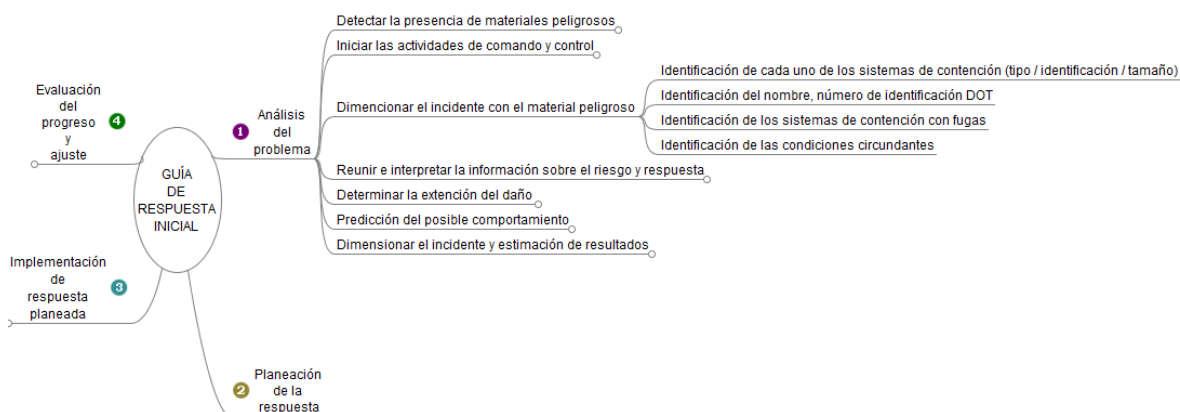 GUÍA
DE
RESPUESTA
INICIAL
1
Análisis
del
problema
Detectar la presencia de materiales peligrosos
Iniciar las actividades de comando y control
Dimencionar el incidente con el material peligroso
Identificación de cada uno de los sistemas de contención (tipo / identificación / tamaño)
Identificación del nombre, número de identificación DOT
Identificación de los sistemas de contención con fugas
Identificación de las condiciones circundantes
Reunir e interpretar la información sobre el riesgo y respuesta
Determinar la extención del daño
Predicción del posible comportamiento
Dimensionar el incidente y estimación de resultados
2
Planeación
de la
respuesta
3
Implementación
de
respuesta
planeada
4
Evaluación
del
progreso
y
ajuste